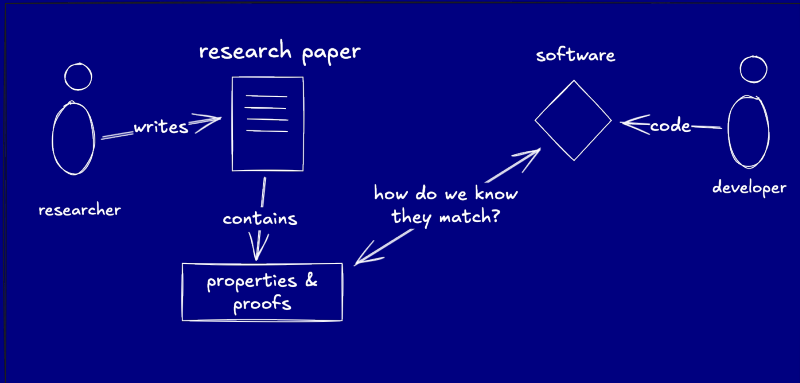 research paper
software
writes
code
researcher
developer
contains
how do we know
they match?
properties &
proofs